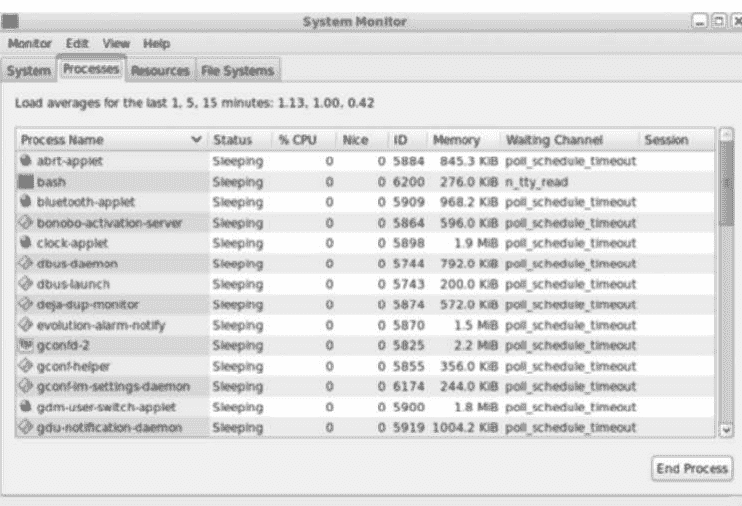 System Monitor
Monitor Edit View Help
System Processes Resources File Systems
Load averages for the last 1, 5, 15 minutes: 1.13, 1.00, 0.42
Process Name Status % CPU Nice ID Memory Waiting Channel Session
abrt-applet Sleeping 0 0 5884 845.3 KiB poll_schedule_timeout
bash Sleeping 0 0 6200 276.0 KiB n_tty_read
bluetooth-applet Sleeping 0 0 5909 968.2 KiB poll_schedule_timeout
bonobo-activation-server Sleeping 0 0 5864 596.0 KiB poll_schedule_timeout
clock-applet Sleeping 0 0 5898 1.9 MiB poll_schedule_timeout
dbus-daemon Sleeping 0 0 5744 792.0 KiB poll_schedule_timeout
dbus-launch Sleeping 0 0 5743 200.0 KiB poll_schedule_timeout
deja-dup-monitor Sleeping 0 0 5874 572.0 KiB poll_schedule_timeout
evolution-alarm-notify Sleeping 0 0 5870 1.5 MiB poll_schedule_timeout
gconfd-2 Sleeping 0 0 5825 2.2 MiB poll_schedule_timeout
gconf-helper Sleeping 0 0 5855 356.0 KiB poll_schedule_timeout
gconf-im-settings-daemon Sleeping 0 0 6174 244.0 KiB poll_schedule_timeout
gdm-user-switch-applet Sleeping 0 0 5900 1.8 MiB poll_schedule_timeout
gdu-notification-daemon Sleeping 0 0 5919 1004.2 KiB poll_schedule_timeout
End Process